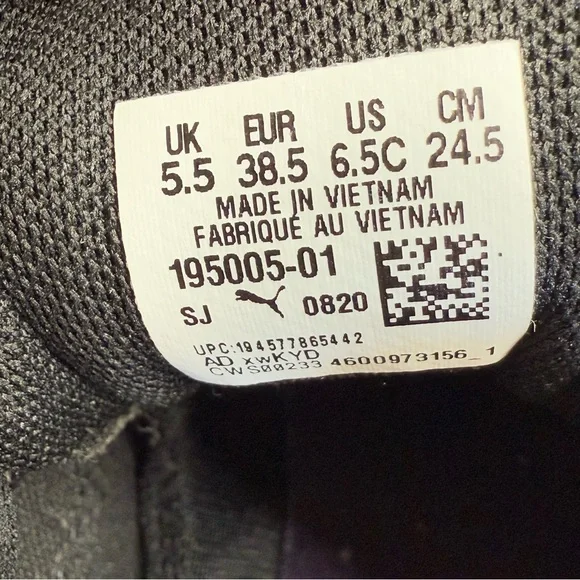 UK EUR US CM
5.5 38.5 6.5C 24.5
MADE IN VIETNAM
FABRIQUÉ AU VIETNAM
195005-01
SJ 0820
UPC:194577865442
AD xwKYD
CWS00233 4600973156_1